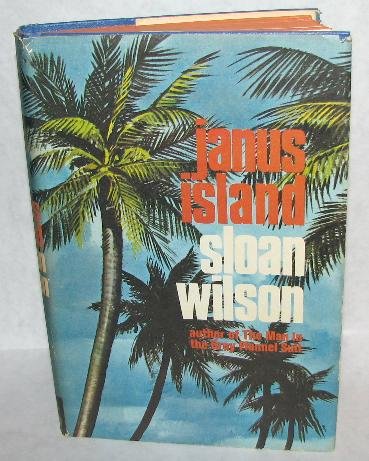 janus
island
sloan
wilson
author of The Man in
the Gray Flannel Suit